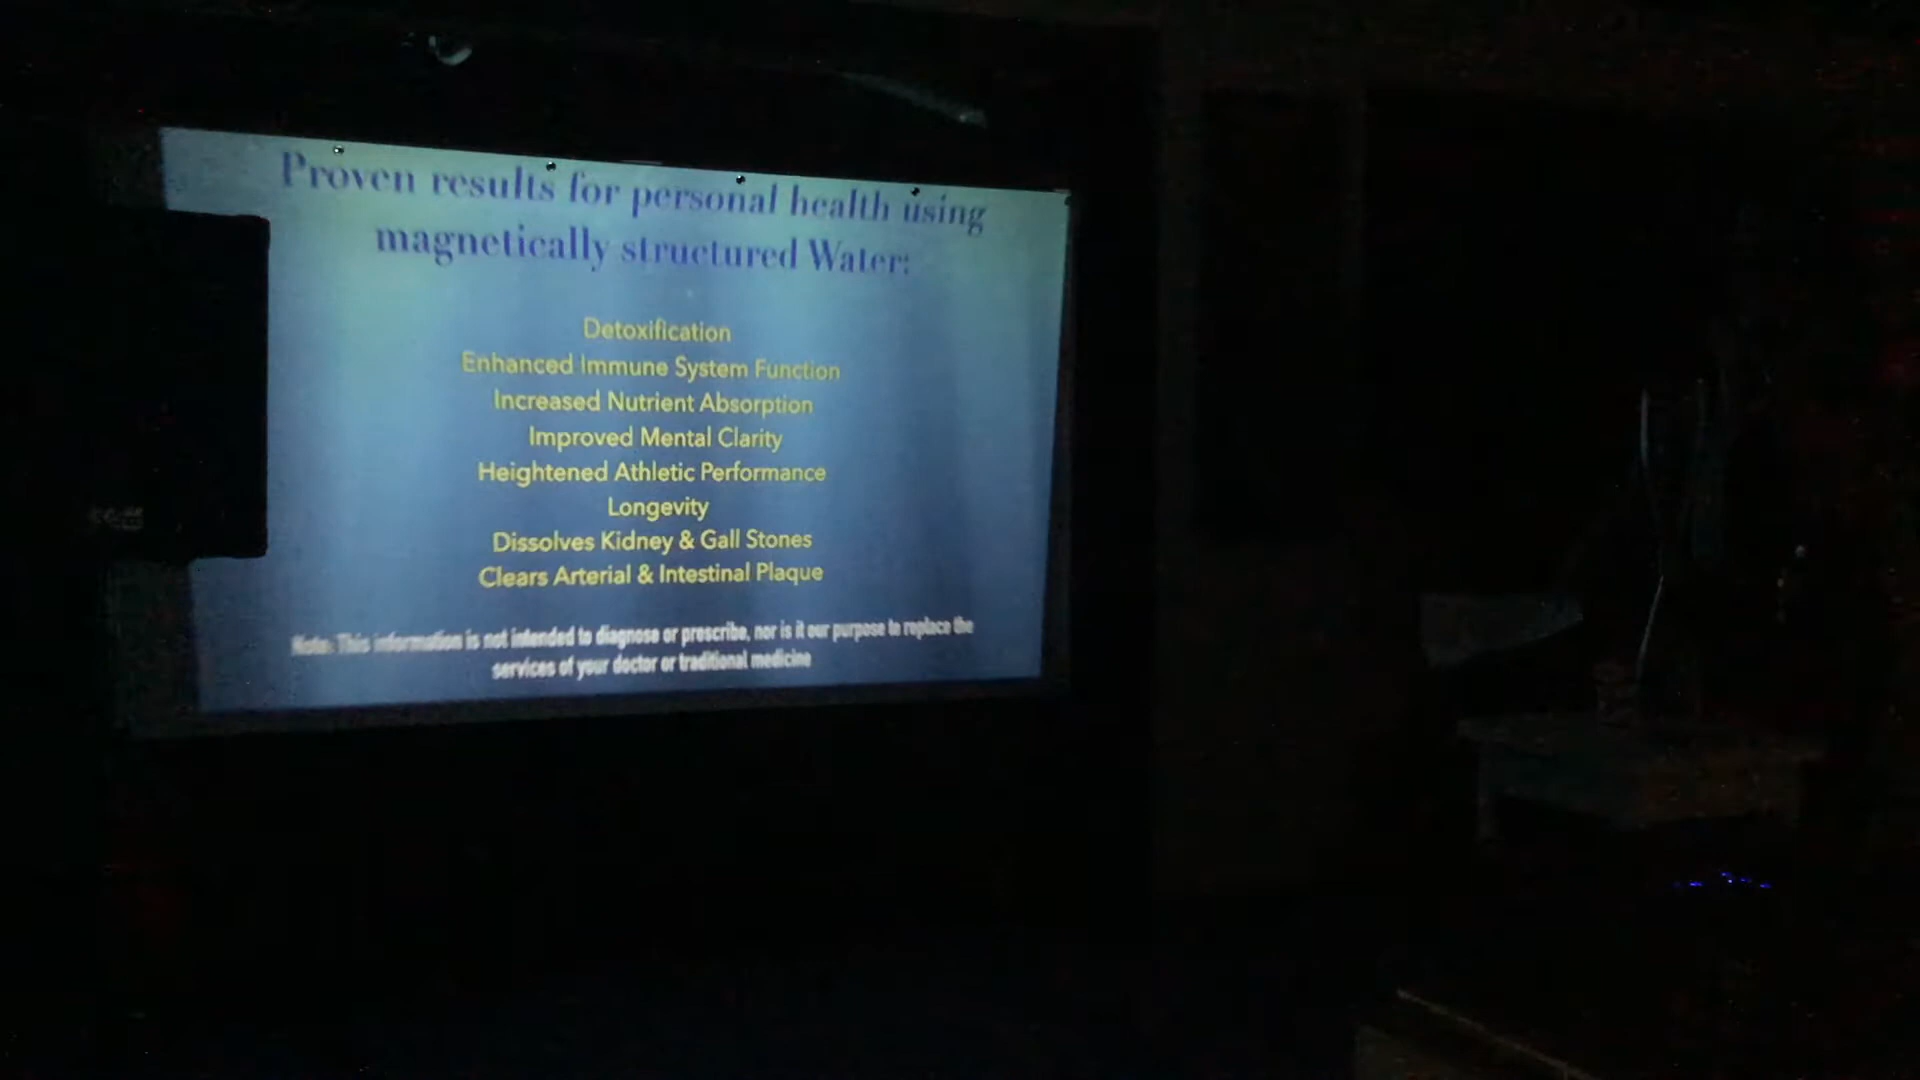 Proven results for personal health using
magnetically structured Water:
Detoxification
Enhanced Immune System Function
Increased Nutrient Absorption
Improved Mental Clarity
Heightened Athletic Performance
Longevity
Dissolves Kidney & Gall Stones
Clears Arterial & Intestinal Plaque
Note: This information is not intended to diagnose or prescribe, nor is it our purpose to replace the
services of your doctor or traditional medicine